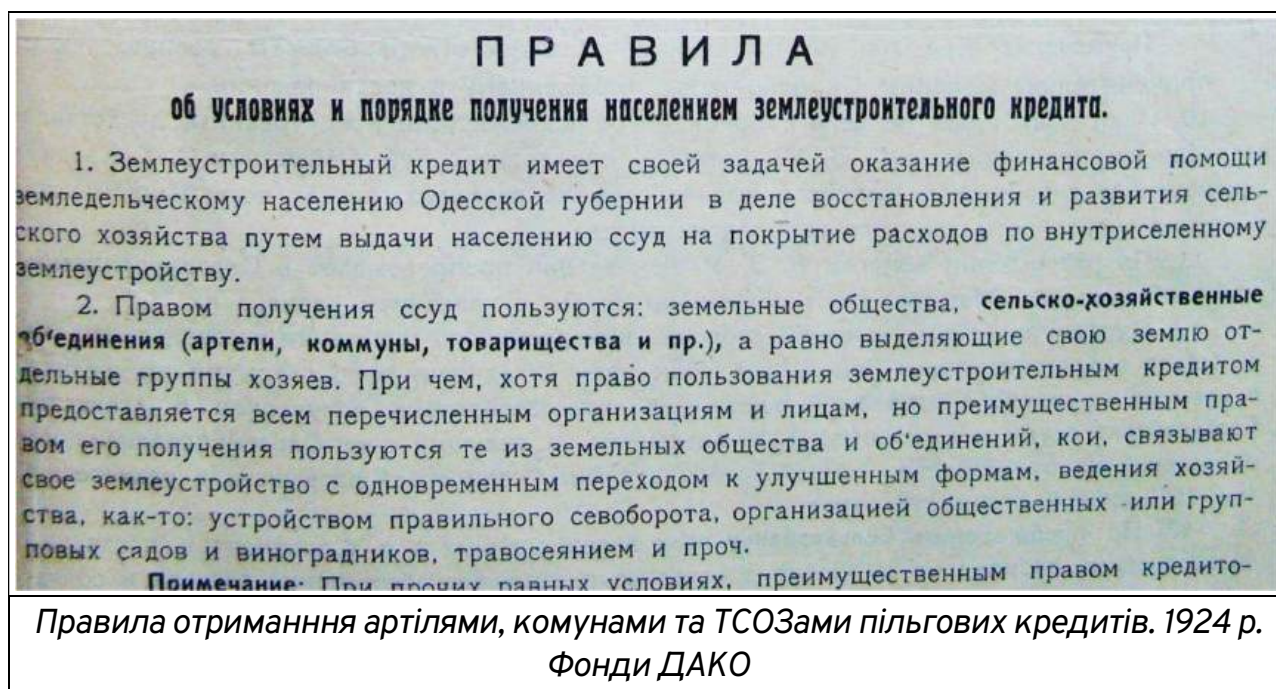 ПРАВИЛА
об условиях и порядке получения населением землеустроительного кредита.
1. Землеустроительный кредит имеет своей задачей оказание финансовой помощи
земледельческому населению Одесской губернии в деле восстановления и развития сель-
ского хозяйства путем выдачи населению ссуд на покрытие расходов по внутриселенному
землеустройству.
2. Правом получения ссуд пользуются: земельные общества, сельско-хозяйственные
об'единения (артели, коммуны, товарищества и пр.), а равно выделяющие свою землю от-
дельные группы хозяев. При чем, хотя право пользования землеустроительным кредитом
предоставляется всем перечисленным организациям и лицам, но преимущественным пра-
вом его получения пользуются те из земельных общества и об'единений, кои, связывают
свое землеустройство с одновременным переходом к улучшенным формам, ведения хозяй-
ства, как-то: устройством правильного севооборота, организацией общественных или груп-
повых садов и виноградников, травосеянием и проч.
Примечание: При прочих равных условиях, преимущественным правом кредито-
Правила отриманння артілями, комунами та ТСОЗами пільгових кредитів. 1924 р.
Фонди ДАКО